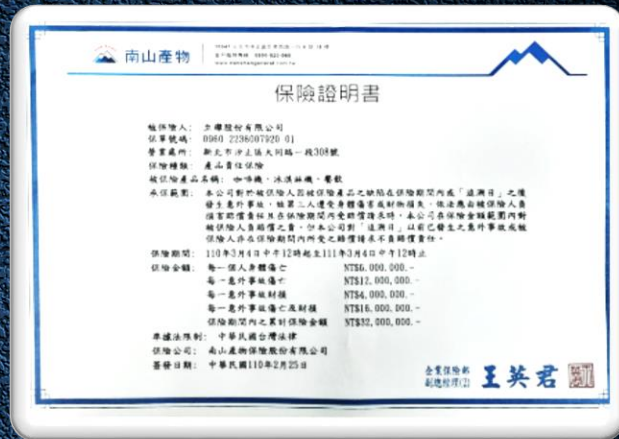 南山產物
保險證明書
被保險人: 立曄股份有限公司
保單號碼: 0960 2236007920 01
營業處所: 新北市汐止區大同路一段308號
保險種類: 產品責任保險
被保險產品名稱: 咖啡機、冰淇淋機、餐飲
承保範圍: 本公司對於被保險人因被保險產品之缺陷在保險期間內或「追溯日」之後
發生意外事故,致第三人遭受身體傷害或財物損失,依法應由被保險人負
損害賠償責任且在保險期間內受賠償請求時,本公司在保險金額範圍內對
被保險人負賠償之責。但本公司對「追溯日」以前已發生之意外事故或被
保險人非在保險期間內所受之賠償請求不負賠償責任。
保險期間: 110年3月4日中午12時起至111年3月4日中午12時止
保險金額: 每一個人身體傷亡 NT$6,000,000.-
每一意外事故傷亡 NT$12,000,000.-
每一意外事故財損 NT$4,000,000.-
每一意外事故傷亡及財損 NT$16,000,000.-
保險期間內之累計保險金額 NT$32,000,000.-
準據法限制: 中華民國台灣法律
保險公司: 南山產物保險股份有限公司
簽發日期: 中華民國110年2月25日
企業保險部
副總經理(2) 王英君